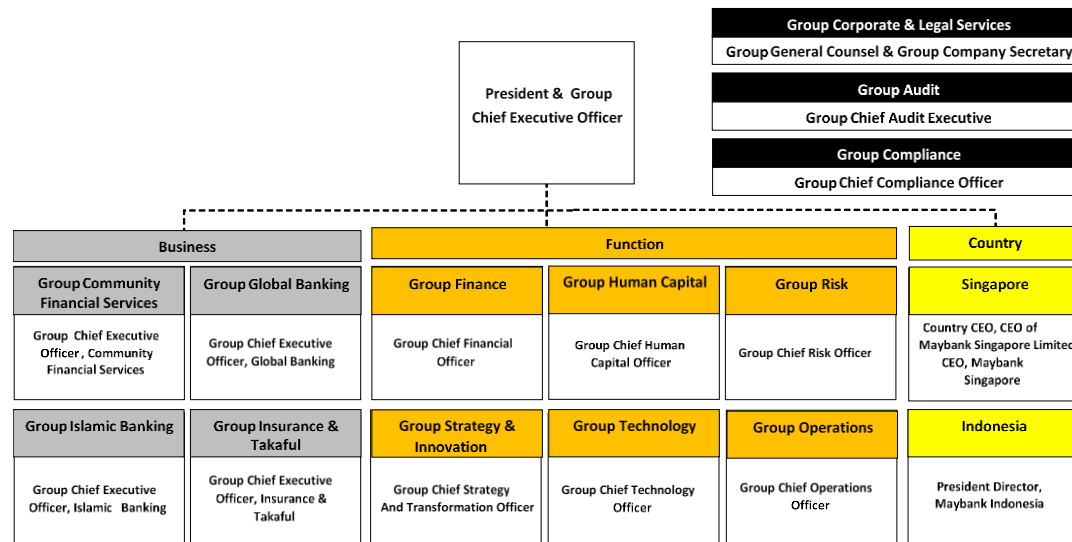 Group Corporate & Legal Services
Group General Counsel & Group Company Secretary
Group Audit
Group Chief Audit Executive
Group Compliance
Group Chief Compliance Officer
President & Group
Chief Executive Officer
Business
Function
Country
Group Community
Financial Services
Group Chief Executive
Officer , Community
Financial Services
Group Global Banking
Group Chief Executive
Officer, Global Banking
Group Finance
Group Chief Financial
Officer
Group Human Capital
Group Chief Human
Capital Officer
Group Risk
Group Chief Risk Officer
Singapore
Country CEO, CEO of
Maybank Singapore Limited
CEO, Maybank
Singapore
Group Islamic Banking
Group Chief Executive
Officer, Islamic Banking
Group Insurance &
Takaful
Group Chief Executive
Officer, Insurance &
Takaful
Group Strategy &
Innovation
Group Chief Strategy
And Transformation Officer
Group Technology
Group Chief Technology
Officer
Group Operations
Group Chief Operations
Officer
Indonesia
President Director,
Maybank Indonesia